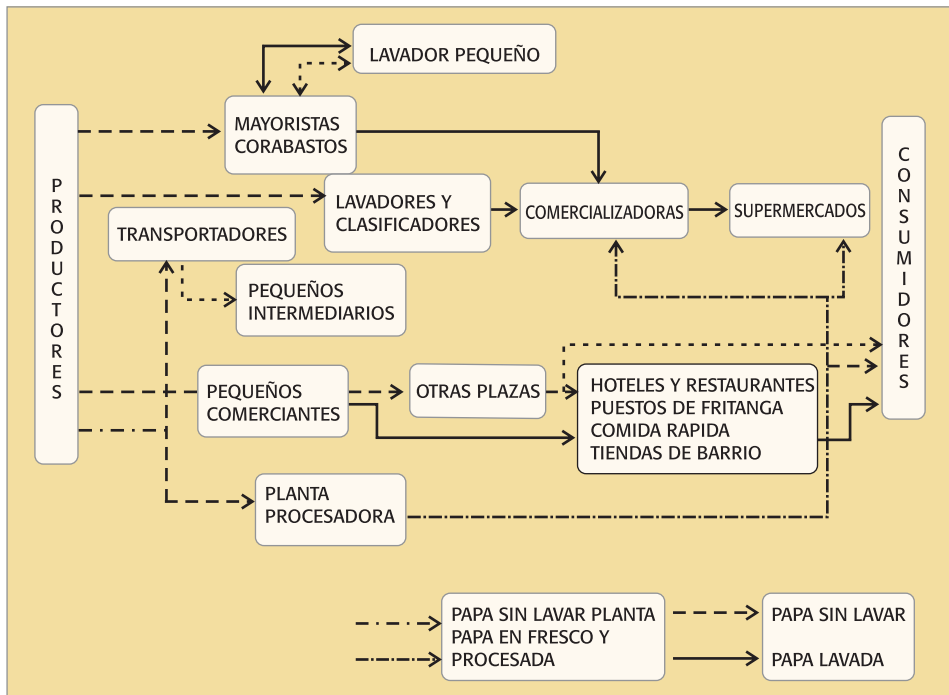 LAVADOR PEQUEÑO
MAYORISTAS
CORABASTOS
PRODUCTORES
CONSUMIDORES
LAVADORES Y
CLASIFICADORES
COMERCIALIZADORAS
SUPERMERCADOS
TRANSPORTADORES
PEQUEÑOS
INTERMEDIARIOS
PEQUEÑOS
COMERCIANTES
OTRAS PLAZAS
HOTELES Y RESTAURANTES
PUESTOS DE FRITANGA
COMIDA RAPIDA
TIENDAS DE BARRIO
PLANTA
PROCESADORA
PAPA SIN LAVAR PLANTA
PAPA EN FRESCO Y
PROCESADA
PAPA SIN LAVAR
PAPA LAVADA